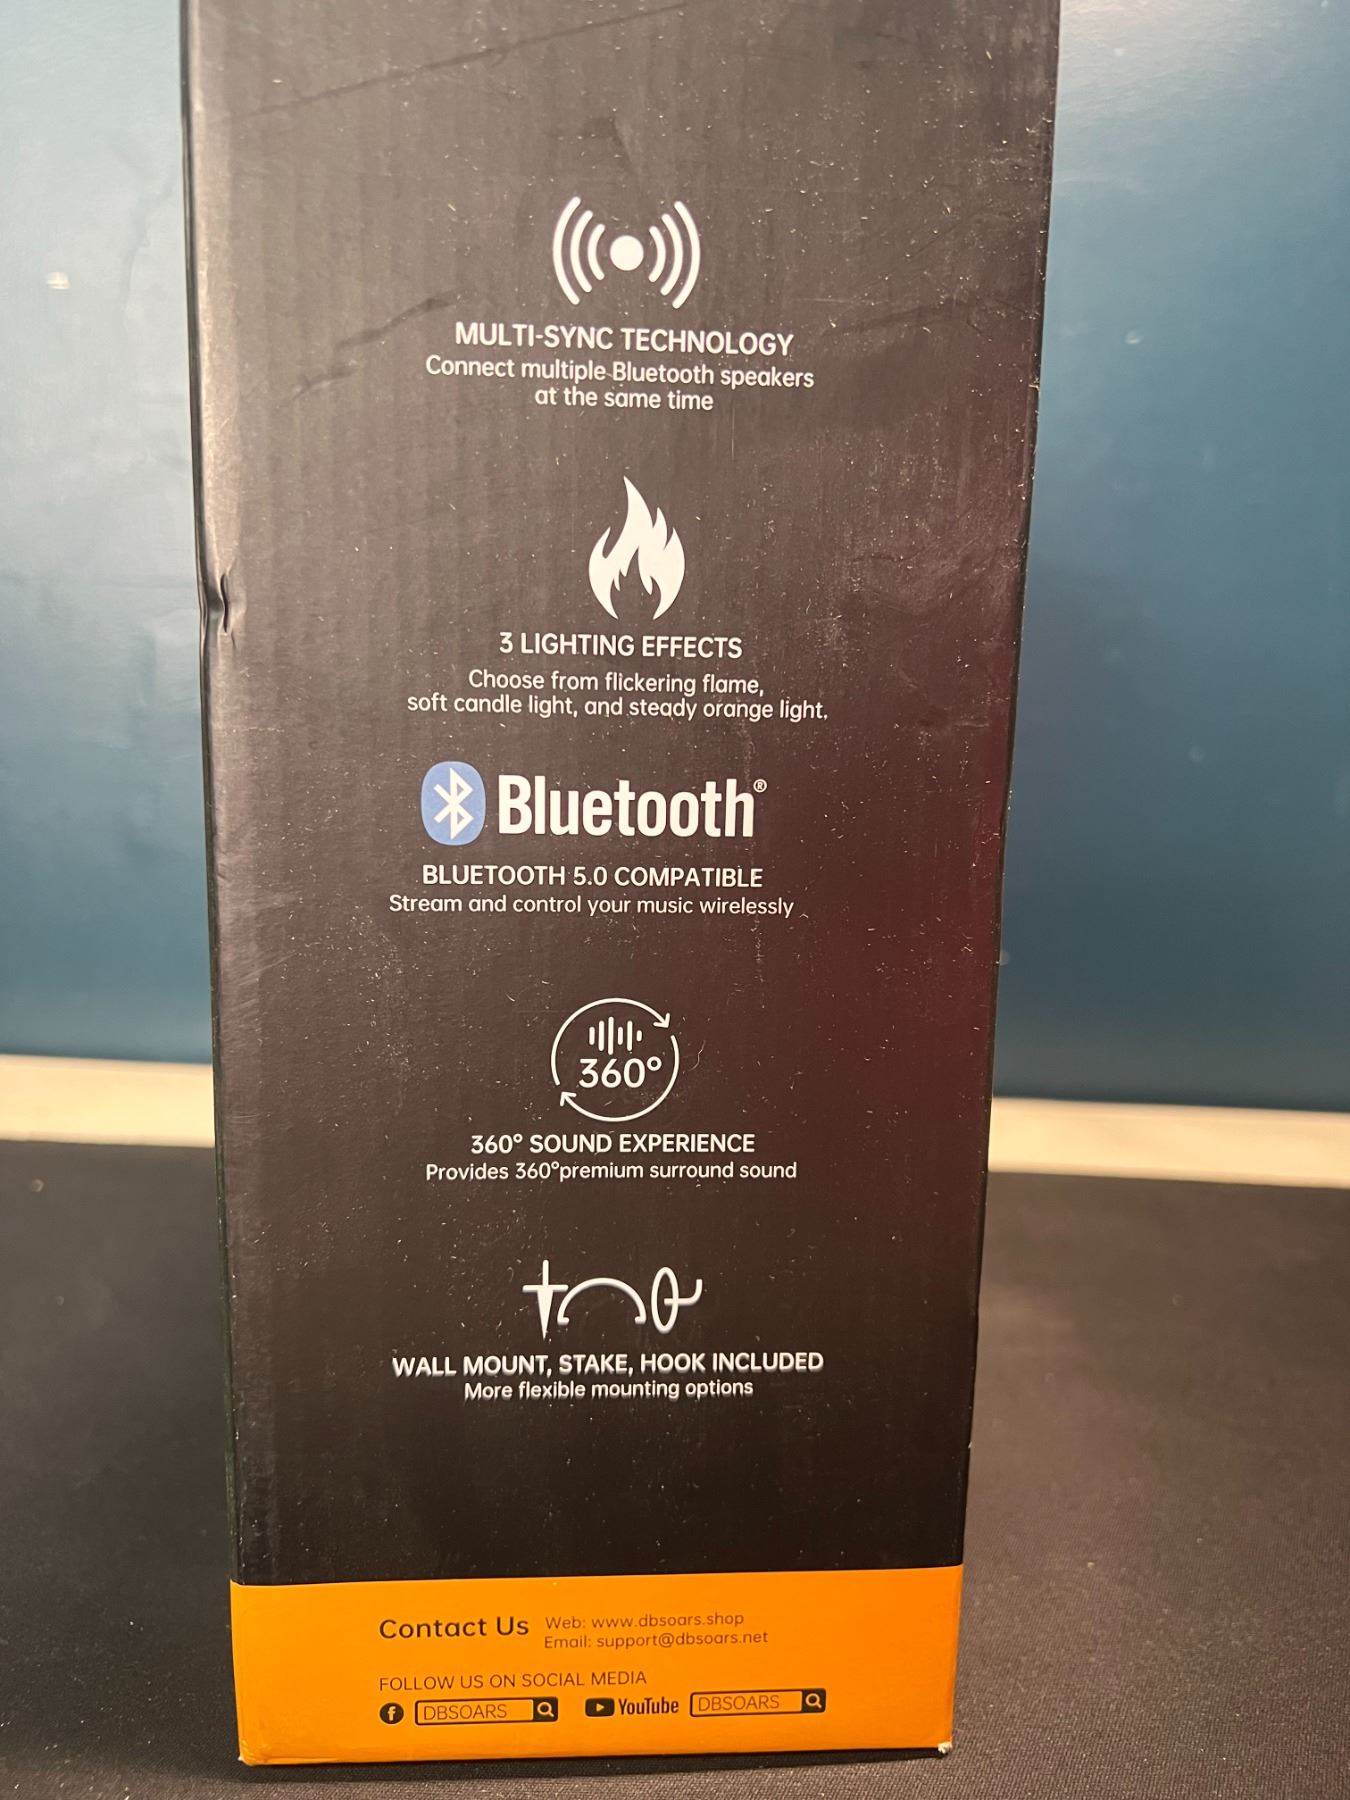 MULTI-SYNC TECHNOLOGY
Connect multiple Bluetooth speakers
at the same time
3 LIGHTING EFFECTS
Choose from flickering flame,
soft candle light, and steady orange light.
Bluetooth®
BLUETOOTH 5.0 COMPATIBLE
Stream and control your music wirelessly
360°
360° SOUND EXPERIENCE
Provides 360°premium surround sound
WALL MOUNT, STAKE, HOOK INCLUDED
More flexible mounting options
Contact Us Web: www.dbsoars.shop
Email: support@dbsoars.net
FOLLOW US ON SOCIAL MEDIA
f DBSOARS YouTube DBSOARS